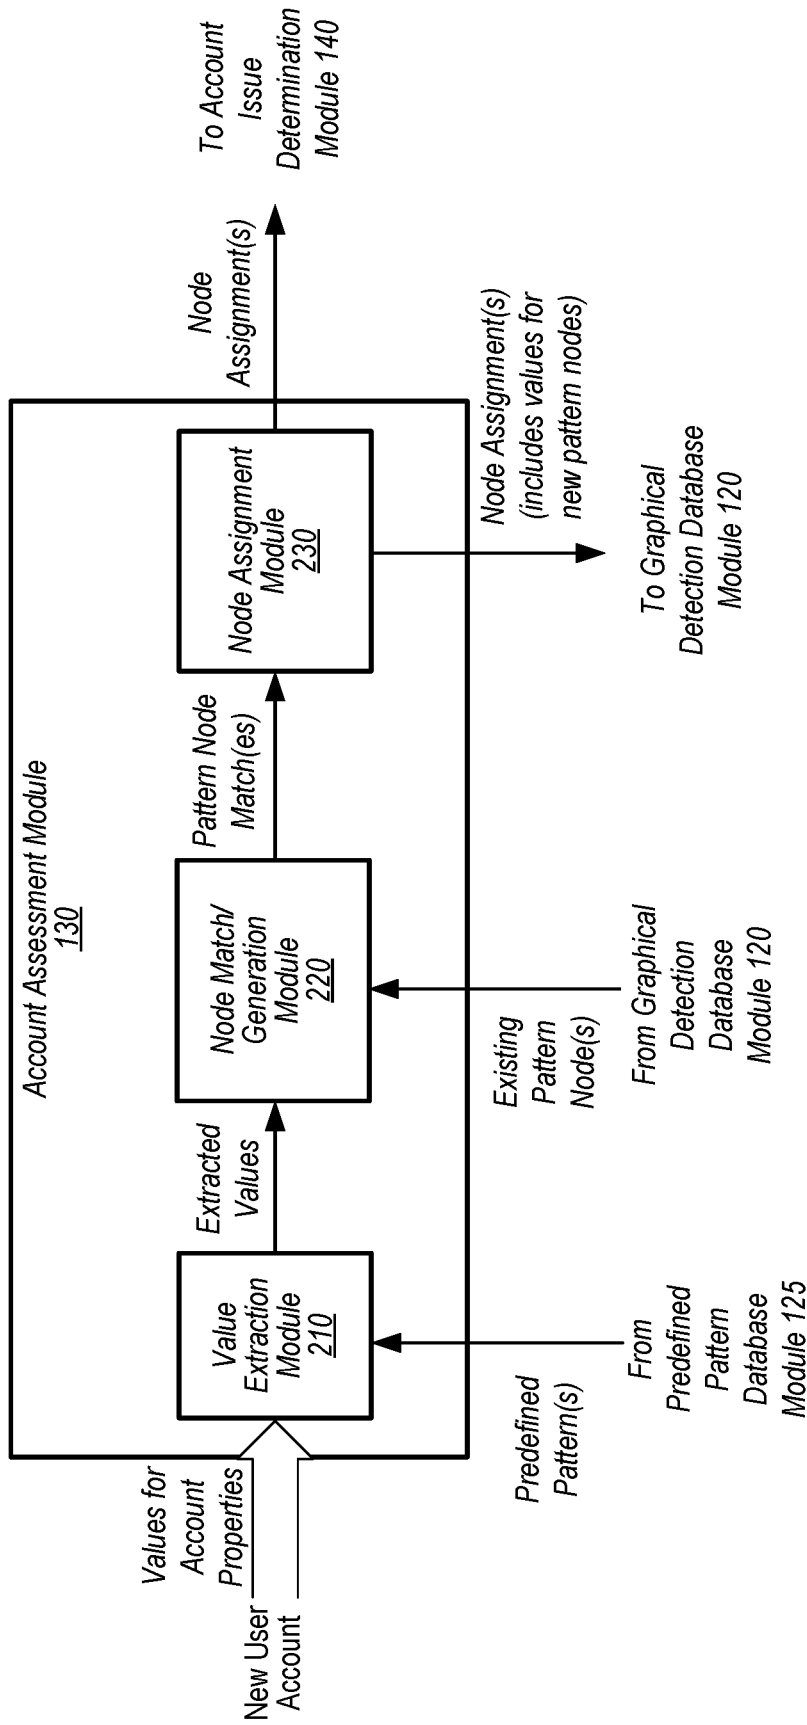 Account Assessment Module
130
Values for
Account
Properties
New User
Account
Value
Extraction
Module
210
Extracted
Values
Node Match/
Generation
Module
220
Pattern Node
Match(es)
Node Assignment
Module
230
Node
Assignment(s)
To Account
Issue
Determination
Module 140
Predefined
Pattern(s)
From
Predefined
Pattern
Database
Module 125
Existing
Pattern
Node(s)
From Graphical
Detection
Database
Module 120
Node Assignment(s)
(includes values for
new pattern nodes)
To Graphical
Detection Database
Module 120